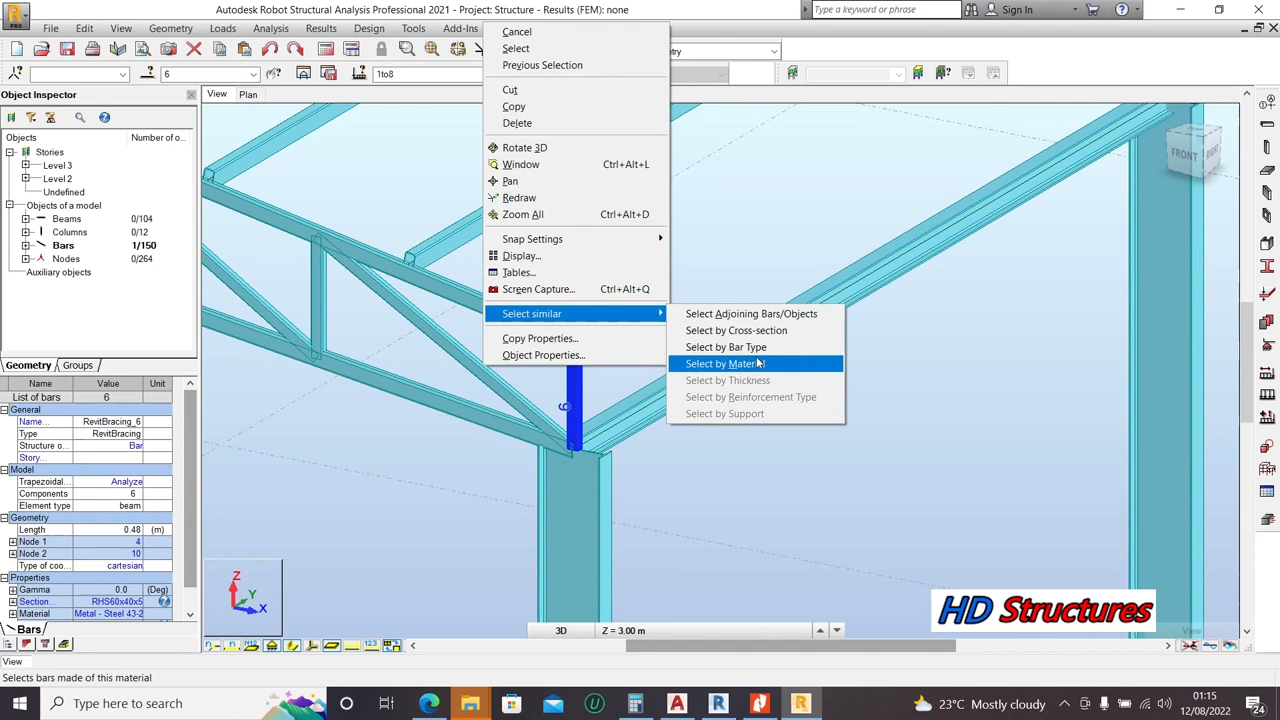 Autodesk Robot Structural Analysis Professional 2021 - Project: Structure - Results (FEM): none
Type a keyword or phrase
Sign In
PRO
File Edit View Geometry Loads Analysis Results Design Tools Add-Ins
6
1to8
Object Inspector
View Plan
Objects Number of o...
Stories
Level 3
Level 2
Undefined
Objects of a model
Beams 0/104
Columns 0/12
Bars 1/150
Nodes 0/264
Auxiliary objects
Geometry Groups
Name Value Unit
List of bars 6
General
Name... RevitBracing_6
Type RevitBracing
Structure o... Bar
Story...
Model
Trapezoidal... Analyze
Components 6
Element type beam
Geometry
Length 0.48 (m)
Node 1 4
Node 2 10
Type of coo... cartesian
Properties
Gamma 0.0 (Deg)
Section... RHS60x40x5
Material Metal - Steel 43-2
Bars
Cancel
Select
Previous Selection
Cut
Copy
Delete
Rotate 3D
Window Ctrl+Alt+L
Pan
Redraw
Zoom All Ctrl+Alt+D
Snap Settings
Display...
Tables...
Screen Capture... Ctrl+Alt+Q
Select similar
Copy Properties...
Object Properties...
Select Adjoining Bars/Objects
Select by Cross-section
Select by Bar Type
Select by Material
Select by Thickness
Select by Reinforcement Type
Select by Support
FRONT RIGHT
6
Z
Y
X
HD Structures
View
3D Z = 3.00 m
View
Selects bars made of this material
Type here to search
23°C Mostly cloudy
01:15
12/08/2022
24